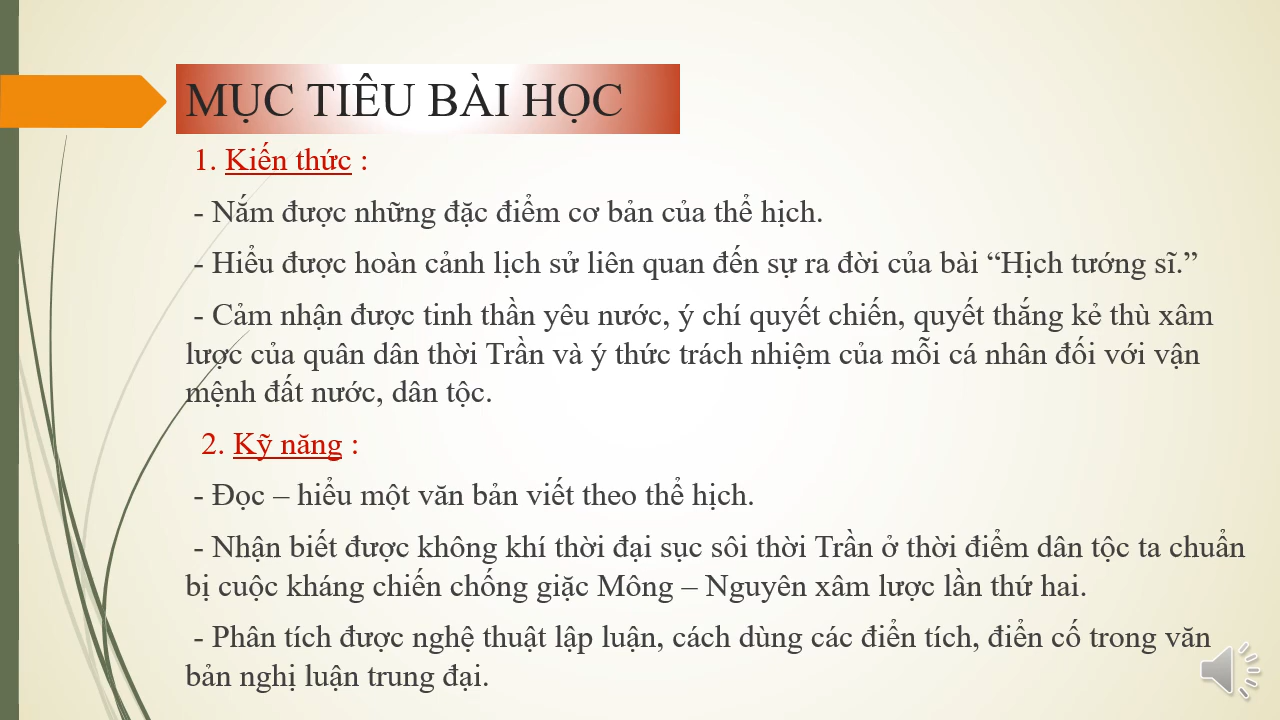 MỤC TIÊU BÀI HỌC
1. Kiến thức :
- Nắm được những đặc điểm cơ bản của thể hịch.
- Hiểu được hoàn cảnh lịch sử liên quan đến sự ra đời của bài “Hịch tướng sĩ.”
- Cảm nhận được tinh thần yêu nước, ý chí quyết chiến, quyết thắng kẻ thù xâm
lược của quân dân thời Trần và ý thức trách nhiệm của mỗi cá nhân đối với vận
mệnh đất nước, dân tộc.
2. Kỹ năng :
- Đọc – hiểu một văn bản viết theo thể hịch.
- Nhận biết được không khí thời đại sục sôi thời Trần ở thời điểm dân tộc ta chuẩn
bị cuộc kháng chiến chống giặc Mông – Nguyên xâm lược lần thứ hai.
- Phân tích được nghệ thuật lập luận, cách dùng các điển tích, điển cố trong văn
bản nghị luận trung đại.